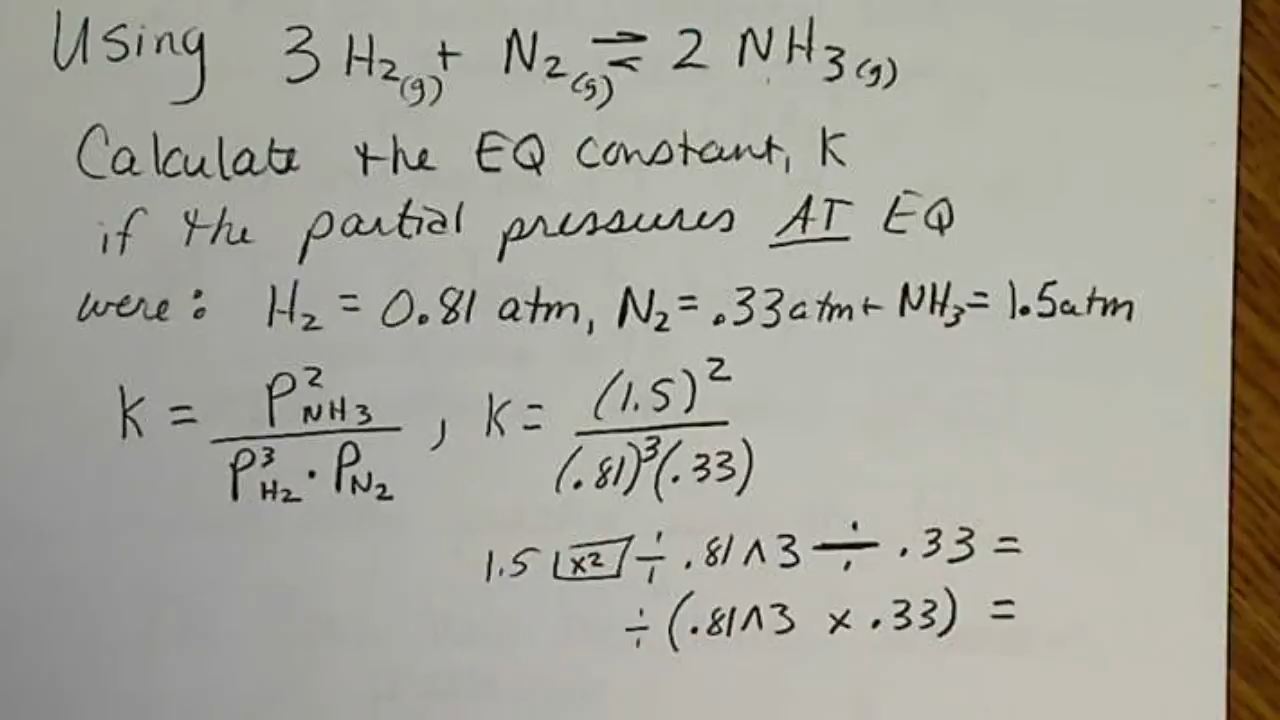 Using 3 H₂(g) + N₂(g) ⇌ 2 NH₃(g)
Calculate the EQ constant, K
if the partial pressures AT EQ
were: H₂ = 0.81 atm, N₂ = .33 atm + NH₃ = 1.5 atm
K = P²NH₃ / P³H₂ · PN₂ , K = (1.5)² / (.81)³(.33)
1.5 x² ÷ .81^3 ÷ .33 =
÷ (.81^3 x .33) =